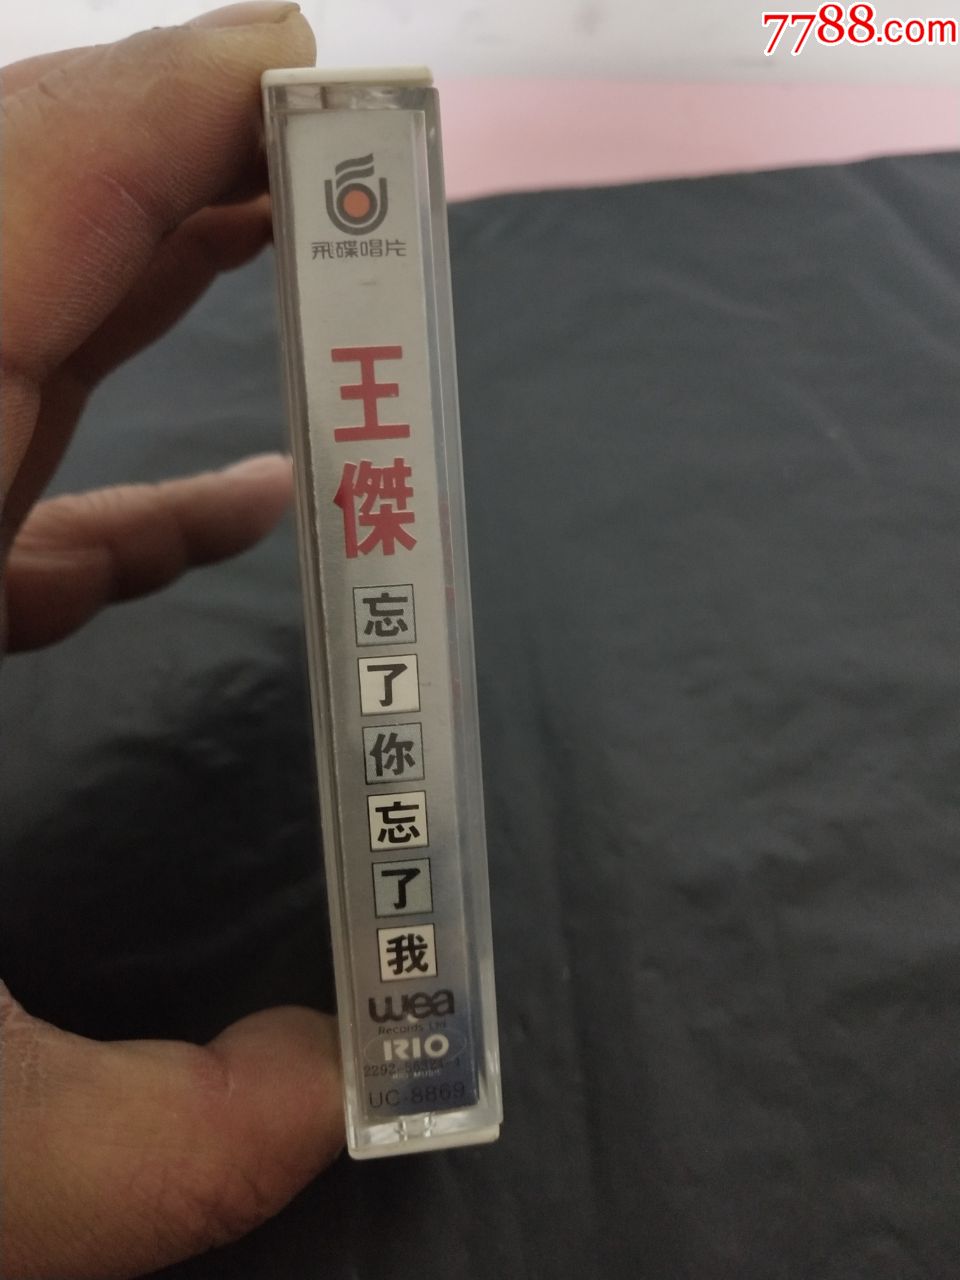 7788.com
飛碟唱片
王傑
忘了你忘了我
wea
Records Ltd
RIO
UC-8869